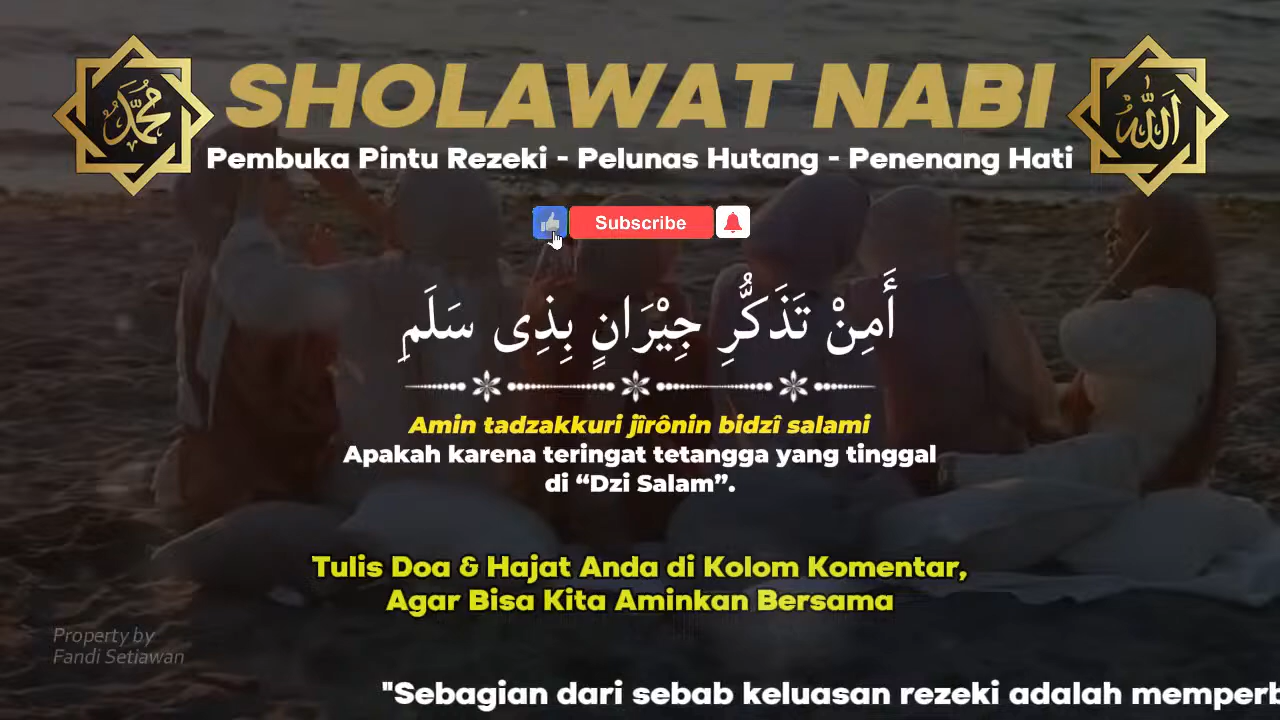 محمد
SHOLAWAT NABI
الله
Pembuka Pintu Rezeki - Pelunas Hutang - Penenang Hati
Subscribe
أَمِنْ تَذَكُّرِ جِيْرَانٍ بِذِى سَلَمِ
Amin tadzakkuri jîrônin bidzî salami
Apakah karena teringat tetangga yang tinggal
di “Dzi Salam”.
Tulis Doa & Hajat Anda di Kolom Komentar,
Agar Bisa Kita Aminkan Bersama
Property by
Fandi Setiawan
"Sebagian dari sebab keluasan rezeki adalah memperb